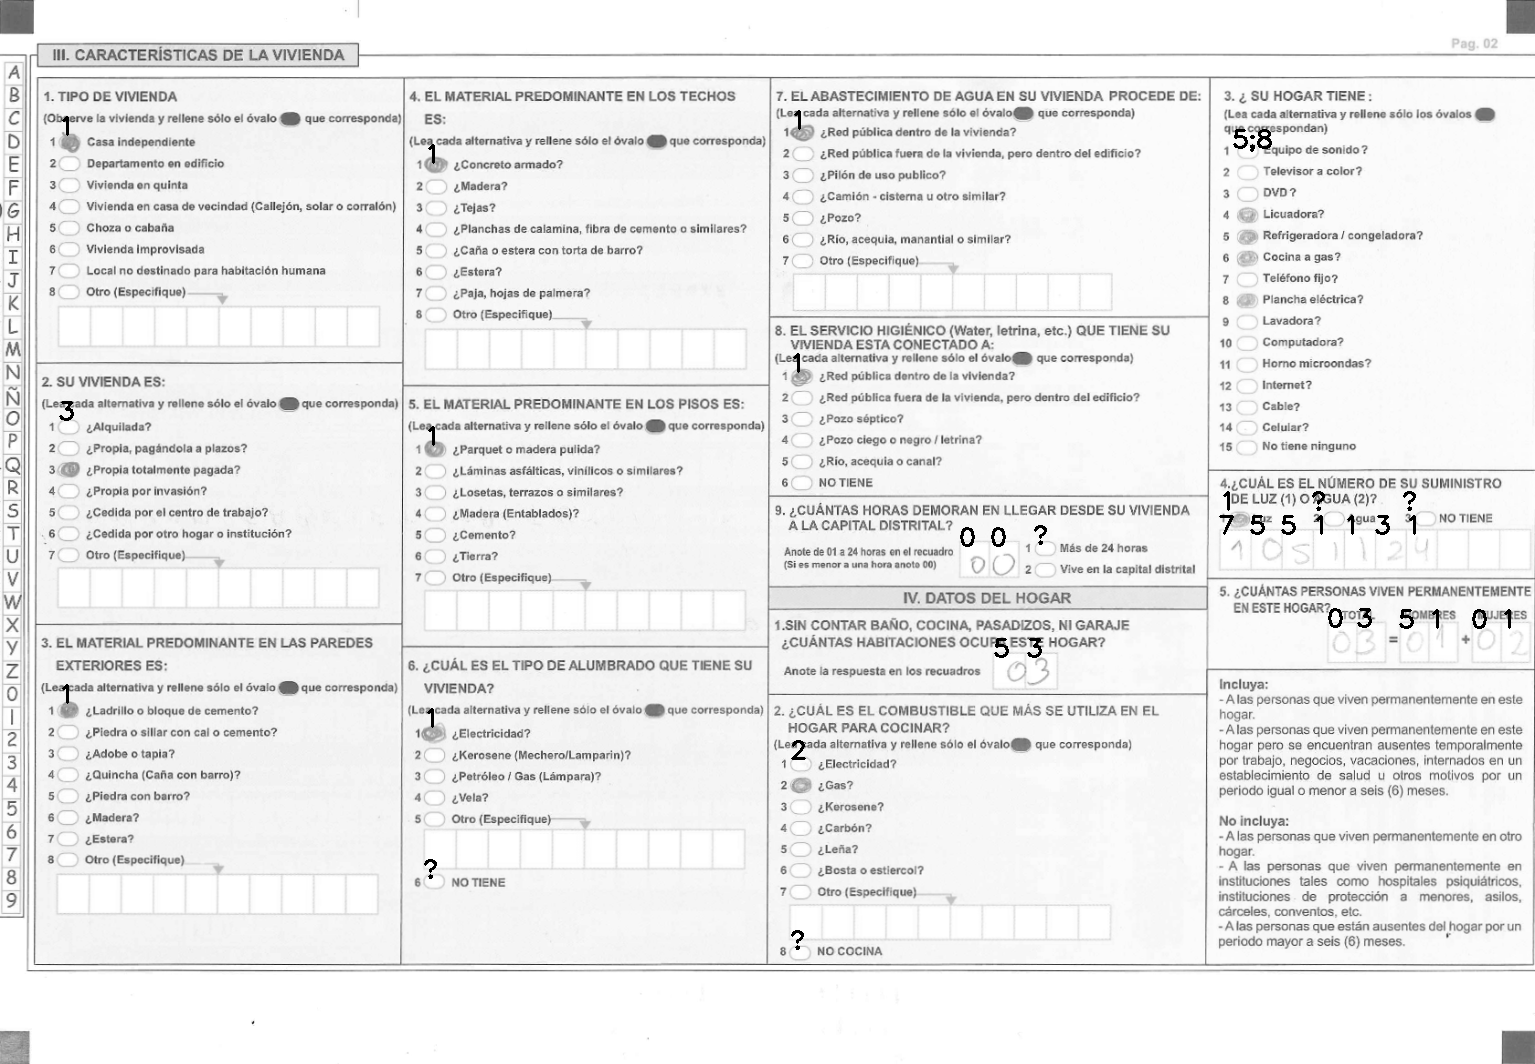 Pag. 02
III. CARACTERÍSTICAS DE LA VIVIENDA
A
B
C
D
E
F
G
H
I
J
K
L
M
N
Ñ
O
P
Q
R
S
T
U
V
W
X
Y
Z
0
1
2
3
4
5
6
7
8
9
1. TIPO DE VIVIENDA
(Observe la vivienda y rellene sólo el óvalo que corresponda)
1
1 Casa independiente
2 Departamento en edificio
3 Vivienda en quinta
4 Vivienda en casa de vecindad (Callejón, solar o corralón)
5 Choza o cabaña
6 Vivienda improvisada
7 Local no destinado para habitación humana
8 Otro (Especifique)
2. SU VIVIENDA ES:
(Lea cada alternativa y rellene sólo el óvalo que corresponda)
3
1 ¿Alquilada?
2 ¿Propia, pagándola a plazos?
3 ¿Propia totalmente pagada?
4 ¿Propia por invasión?
5 ¿Cedida por el centro de trabajo?
6 ¿Cedida por otro hogar o institución?
7 Otro (Especifique)
3. EL MATERIAL PREDOMINANTE EN LAS PAREDES
EXTERIORES ES:
(Lea cada alternativa y rellene sólo el óvalo que corresponda)
1
1 ¿Ladrillo o bloque de cemento?
2 ¿Piedra o sillar con cal o cemento?
3 ¿Adobe o tapia?
4 ¿Quincha (Caña con barro)?
5 ¿Piedra con barro?
6 ¿Madera?
7 ¿Estera?
8 Otro (Especifique)
4. EL MATERIAL PREDOMINANTE EN LOS TECHOS
ES:
(Lea cada alternativa y rellene sólo el óvalo que corresponda)
1
1 ¿Concreto armado?
2 ¿Madera?
3 ¿Tejas?
4 ¿Planchas de calamina, fibra de cemento o similares?
5 ¿Caña o estera con torta de barro?
6 ¿Estera?
7 ¿Paja, hojas de palmera?
8 Otro (Especifique)
5. EL MATERIAL PREDOMINANTE EN LOS PISOS ES:
(Lea cada alternativa y rellene sólo el óvalo que corresponda)
1
1 ¿Parquet o madera pulida?
2 ¿Láminas asfálticas, vinílicos o similares?
3 ¿Losetas, terrazos o similares?
4 ¿Madera (Entablados)?
5 ¿Cemento?
6 ¿Tierra?
7 Otro (Especifique)
6. ¿CUÁL ES EL TIPO DE ALUMBRADO QUE TIENE SU
VIVIENDA?
(Lea cada alternativa y rellene sólo el óvalo que corresponda)
1
1 ¿Electricidad?
2 ¿Kerosene (Mechero/Lamparin)?
3 ¿Petróleo / Gas (Lámpara)?
4 ¿Vela?
5 Otro (Especifique)
?
6 NO TIENE
7. EL ABASTECIMIENTO DE AGUA EN SU VIVIENDA PROCEDE DE:
(Lea cada alternativa y rellene sólo el óvalo que corresponda)
1
1 ¿Red pública dentro de la vivienda?
2 ¿Red pública fuera de la vivienda, pero dentro del edificio?
3 ¿Pilón de uso publico?
4 ¿Camión - cisterna u otro similar?
5 ¿Pozo?
6 ¿Río, acequia, manantial o similar?
7 Otro (Especifique)
8. EL SERVICIO HIGIÉNICO (Water, letrina, etc.) QUE TIENE SU
VIVIENDA ESTA CONECTADO A:
(Lea cada alternativa y rellene sólo el óvalo que corresponda)
1
1 ¿Red pública dentro de la vivienda?
2 ¿Red pública fuera de la vivienda, pero dentro del edificio?
3 ¿Pozo séptico?
4 ¿Pozo ciego o negro / letrina?
5 ¿Río, acequia o canal?
6 NO TIENE
9. ¿CUÁNTAS HORAS DEMORAN EN LLEGAR DESDE SU VIVIENDA
A LA CAPITAL DISTRITAL?
0 0 ?
Anote de 01 a 24 horas en el recuadro
(Si es menor a una hora anote 00)
00
1 Más de 24 horas
2 Vive en la capital distrital
IV. DATOS DEL HOGAR
1.SIN CONTAR BAÑO, COCINA, PASADIZOS, NI GARAJE
¿CUÁNTAS HABITACIONES OCUPA ESTE HOGAR?
5 3
Anote la respuesta en los recuadros
03
2. ¿CUÁL ES EL COMBUSTIBLE QUE MÁS SE UTILIZA EN EL
HOGAR PARA COCINAR?
(Lea cada alternativa y rellene sólo el óvalo que corresponda)
2
1 ¿Electricidad?
2 ¿Gas?
3 ¿Kerosene?
4 ¿Carbón?
5 ¿Leña?
6 ¿Bosta o estiercol?
7 Otro (Especifique)
?
8 NO COCINA
3. ¿ SU HOGAR TIENE :
(Lea cada alternativa y rellene sólo los óvalos
que correspondan)
5;8
1 Equipo de sonido?
2 Televisor a color?
3 DVD ?
4 Licuadora?
5 Refrigeradora / congeladora?
6 Cocina a gas?
7 Teléfono fijo?
8 Plancha eléctrica?
9 Lavadora?
10 Computadora?
11 Horno microondas?
12 Internet?
13 Cable?
14 Celular?
15 No tiene ninguno
4.¿CUÁL ES EL NÚMERO DE SU SUMINISTRO
DE LUZ (1) O AGUA (2)?
1 ? ?
1 Luz 2 Agua 3 NO TIENE
7 5 5 1 1 3 1
1051124
5. ¿CUÁNTAS PERSONAS VIVEN PERMANENTEMENTE
EN ESTE HOGAR?
TOTAL HOMBRES MUJERES
0 3 5 1 0 1
03 = 01 + 02
Incluya:
- A las personas que viven permanentemente en este
hogar.
- A las personas que viven permanentemente en este
hogar pero se encuentran ausentes temporalmente
por trabajo, negocios, vacaciones, internados en un
establecimiento de salud u otros motivos por un
periodo igual o menor a seis (6) meses.
No incluya:
- A las personas que viven permanentemente en otro
hogar.
- A las personas que viven permanentemente en
instituciones tales como hospitales psiquiátricos,
instituciones de protección a menores, asilos,
cárceles, conventos, etc.
- A las personas que están ausentes del hogar por un
periodo mayor a seis (6) meses.